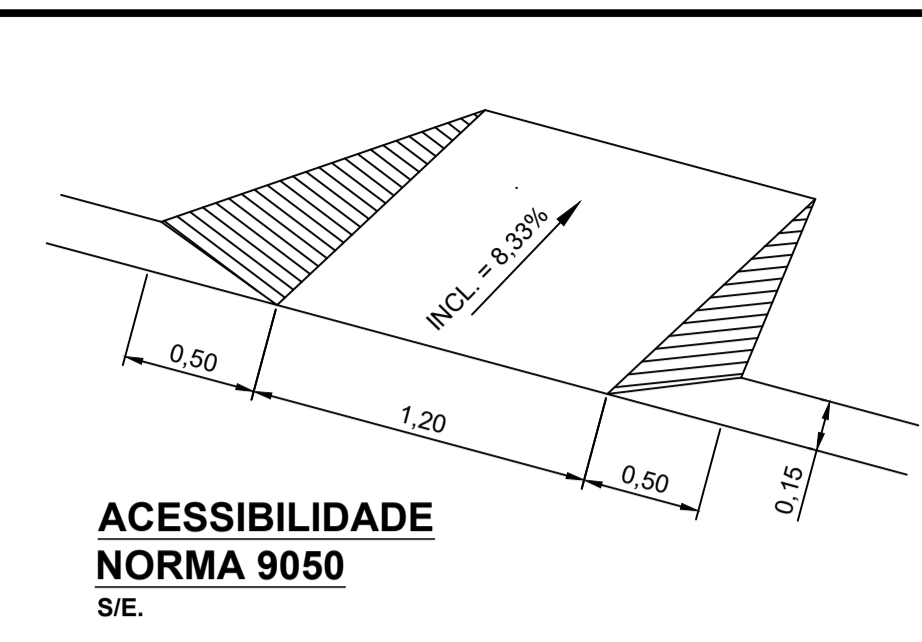 INCL. = 8,33%
0,50
1,20
0,50
0,15
ACESSIBILIDADE
NORMA 9050
S/E.